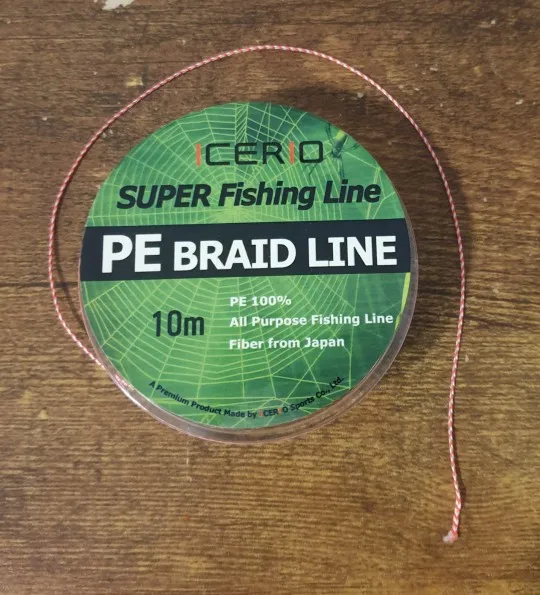 ICERIO
SUPER Fishing Line
PE BRAID LINE
10m
PE 100%
All Purpose Fishing Line
Fiber from Japan
A Premium Product Made by ICERIO Sports Co., Ltd.